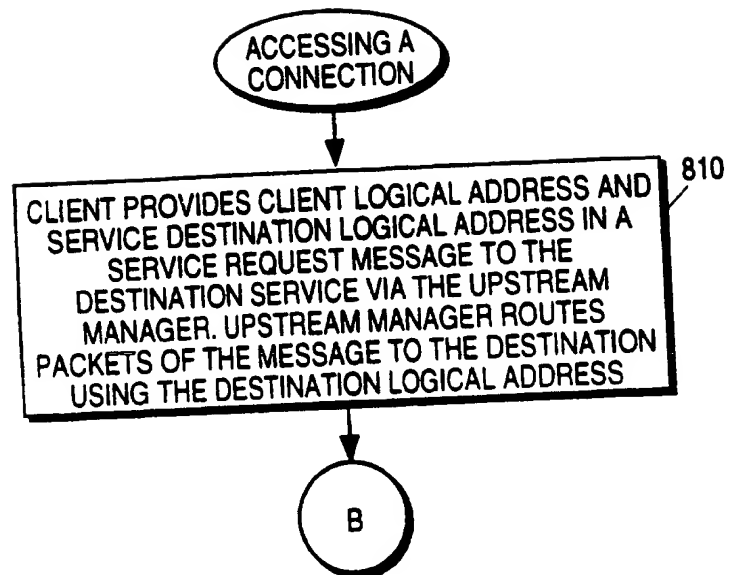 ACCESSING A
CONNECTION
810
CLIENT PROVIDES CLIENT LOGICAL ADDRESS AND
SERVICE DESTINATION LOGICAL ADDRESS IN A
SERVICE REQUEST MESSAGE TO THE
DESTINATION SERVICE VIA THE UPSTREAM
MANAGER. UPSTREAM MANAGER ROUTES
PACKETS OF THE MESSAGE TO THE DESTINATION
USING THE DESTINATION LOGICAL ADDRESS
B